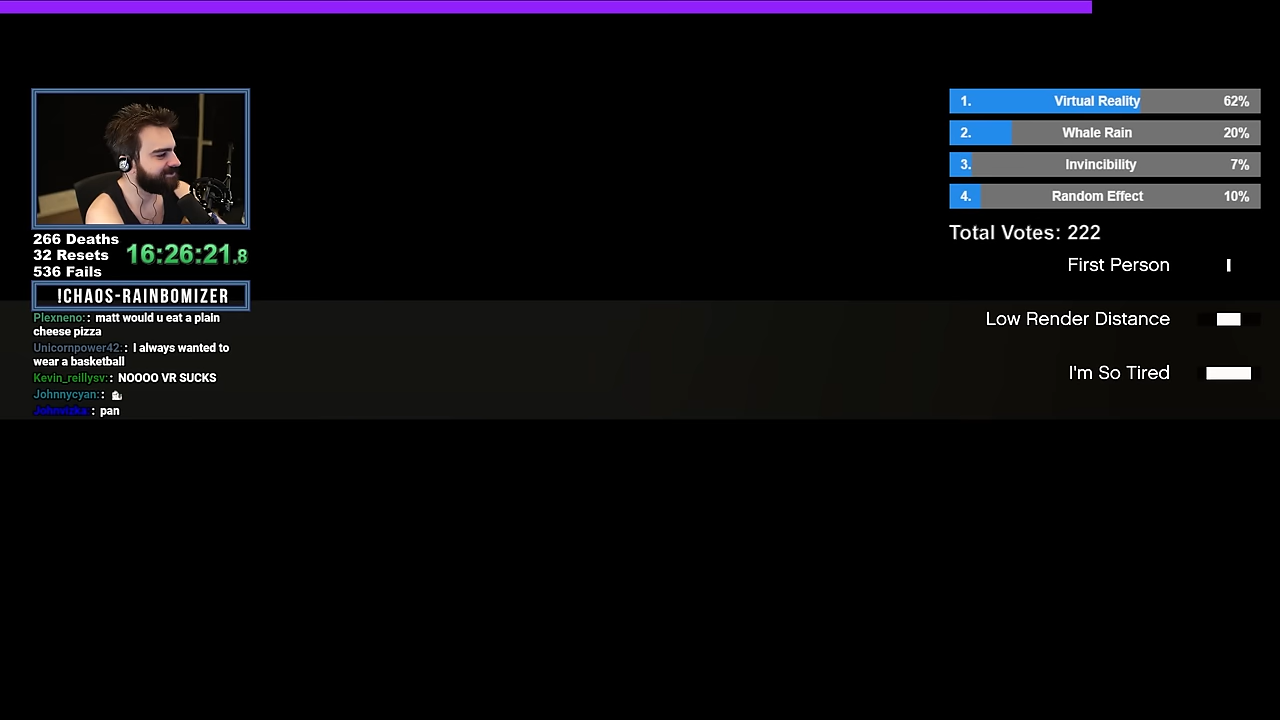 1. Virtual Reality 62%
2. Whale Rain 20%
3. Invincibility 7%
4. Random Effect 10%
Total Votes: 222
First Person
Low Render Distance
I'm So Tired
266 Deaths
32 Resets
536 Fails
16:26:21.8
!CHAOS-RAINBOMIZER
Plexneno:: matt would u eat a plain
cheese pizza
Unicornpower42:: I always wanted to
wear a basketball
Kevin_reillysv:: NOOOO VR SUCKS
Johnnycyan::
: pan